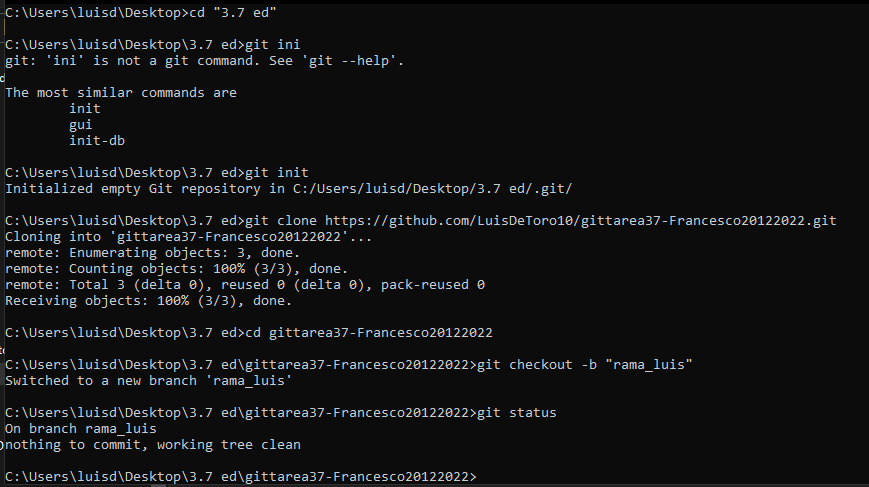 C:\Users\luisd\Desktop>cd "3.7 ed"
C:\Users\luisd\Desktop\3.7 ed>git ini
git: 'ini' is not a git command. See 'git --help'.
The most similar commands are
init
gui
init-db
C:\Users\luisd\Desktop\3.7 ed>git init
Initialized empty Git repository in C:/Users/luisd/Desktop/3.7 ed/.git/
C:\Users\luisd\Desktop\3.7 ed>git clone https://github.com/LuisDeToro10/gittarea37-Francesco20122022.git
Cloning into 'gittarea37-Francesco20122022'...
remote: Enumerating objects: 3, done.
remote: Counting objects: 100% (3/3), done.
remote: Total 3 (delta 0), reused 0 (delta 0), pack-reused 0
Receiving objects: 100% (3/3), done.
C:\Users\luisd\Desktop\3.7 ed>cd gittarea37-Francesco20122022
C:\Users\luisd\Desktop\3.7 ed\gittarea37-Francesco20122022>git checkout -b "rama_luis"
Switched to a new branch 'rama_luis'
C:\Users\luisd\Desktop\3.7 ed\gittarea37-Francesco20122022>git status
On branch rama_luis
nothing to commit, working tree clean
C:\Users\luisd\Desktop\3.7 ed\gittarea37-Francesco20122022>